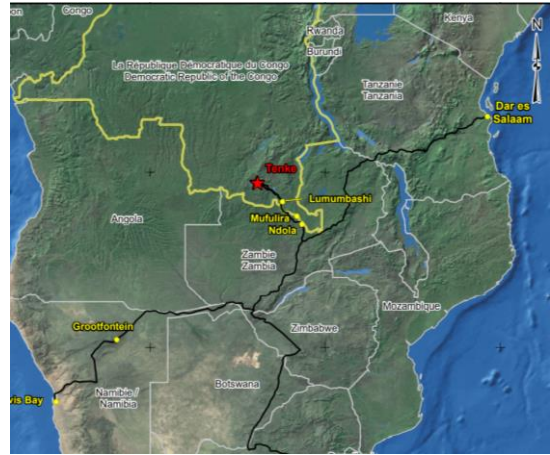 Congo
Congo
Rwanda
Burundi
Kenya
La République Démocratique du Congo
Democratic Republic of the Congo
Tanzanie
Tanzania
N
Dar es
Salaam
Tenke
Lumumbashi
Mufulira
Ndola
Angola
Zambie
Zambia
Mozambique
Grootfontein
Zimbabwe
Botswana
vis Bay
Namibie /
Namibia